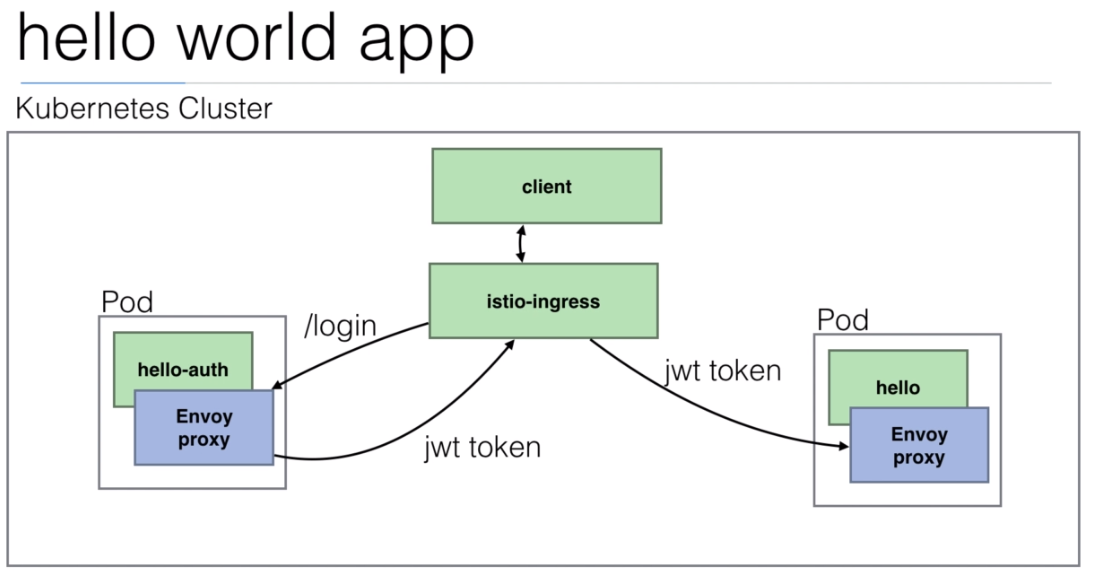 hello world app
Kubernetes Cluster
client
istio-ingress
Pod
/login
hello-auth
Envoy
proxy
jwt token
jwt token
Pod
hello
Envoy
proxy